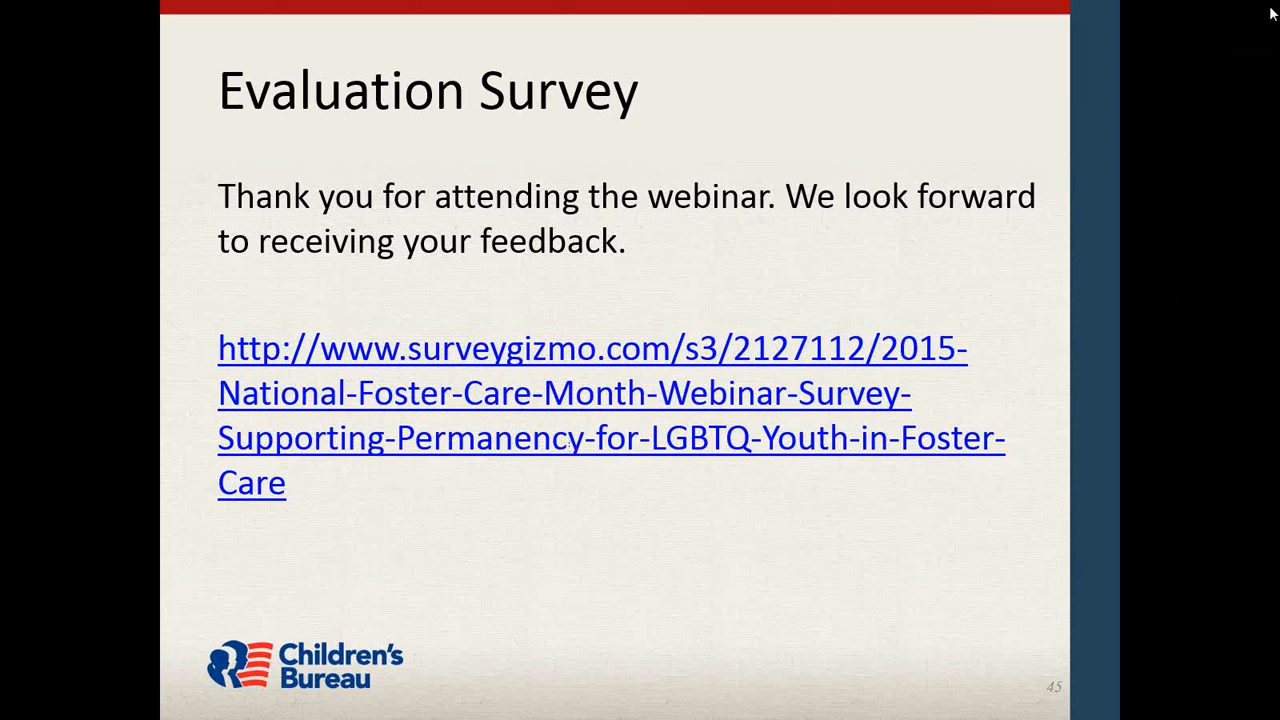 Evaluation Survey
Thank you for attending the webinar. We look forward
to receiving your feedback.
http://www.surveygizmo.com/s3/2127112/2015-
National-Foster-Care-Month-Webinar-Survey-
Supporting-Permanency-for-LGBTQ-Youth-in-Foster-
Care
Children's
Bureau
45